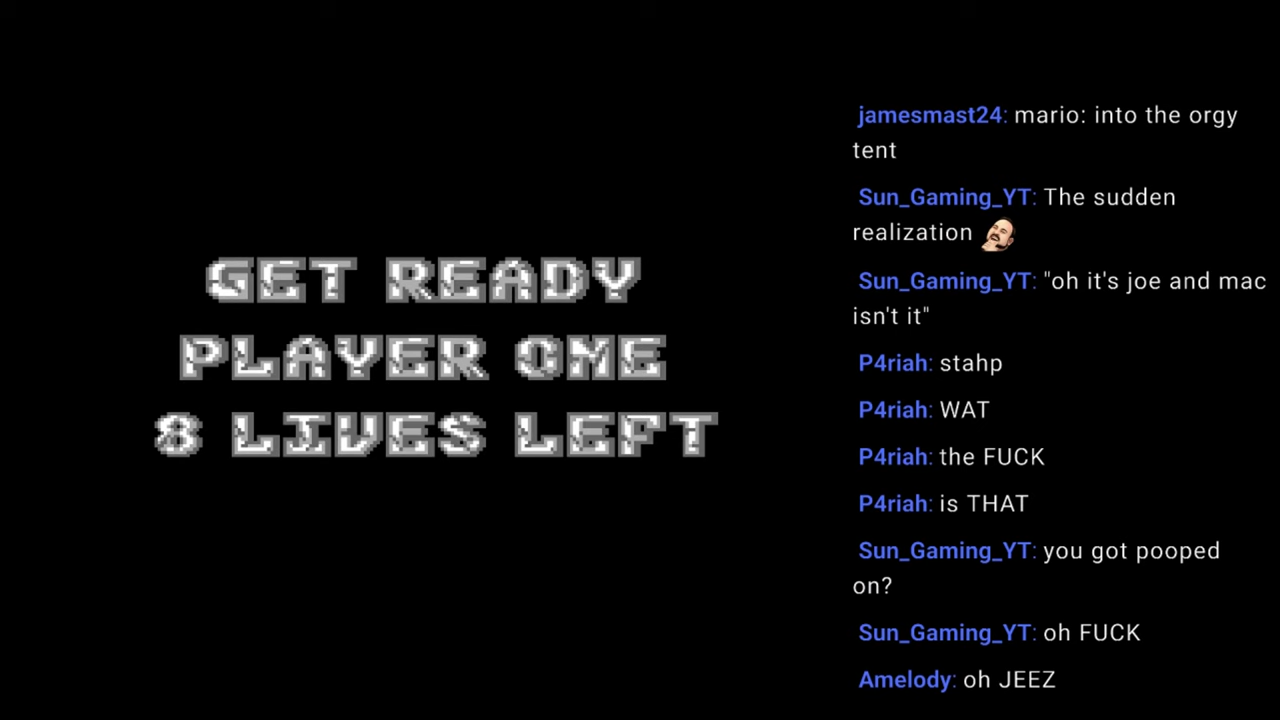 GET READY
PLAYER ONE
8 LIVES LEFT
jamesmast24: mario: into the orgy
tent
Sun_Gaming_YT: The sudden
realization
Sun_Gaming_YT: "oh it's joe and mac
isn't it"
P4riah: stahp
P4riah: WAT
P4riah: the FUCK
P4riah: is THAT
Sun_Gaming_YT: you got pooped
on?
Sun_Gaming_YT: oh FUCK
Amelody: oh JEEZ